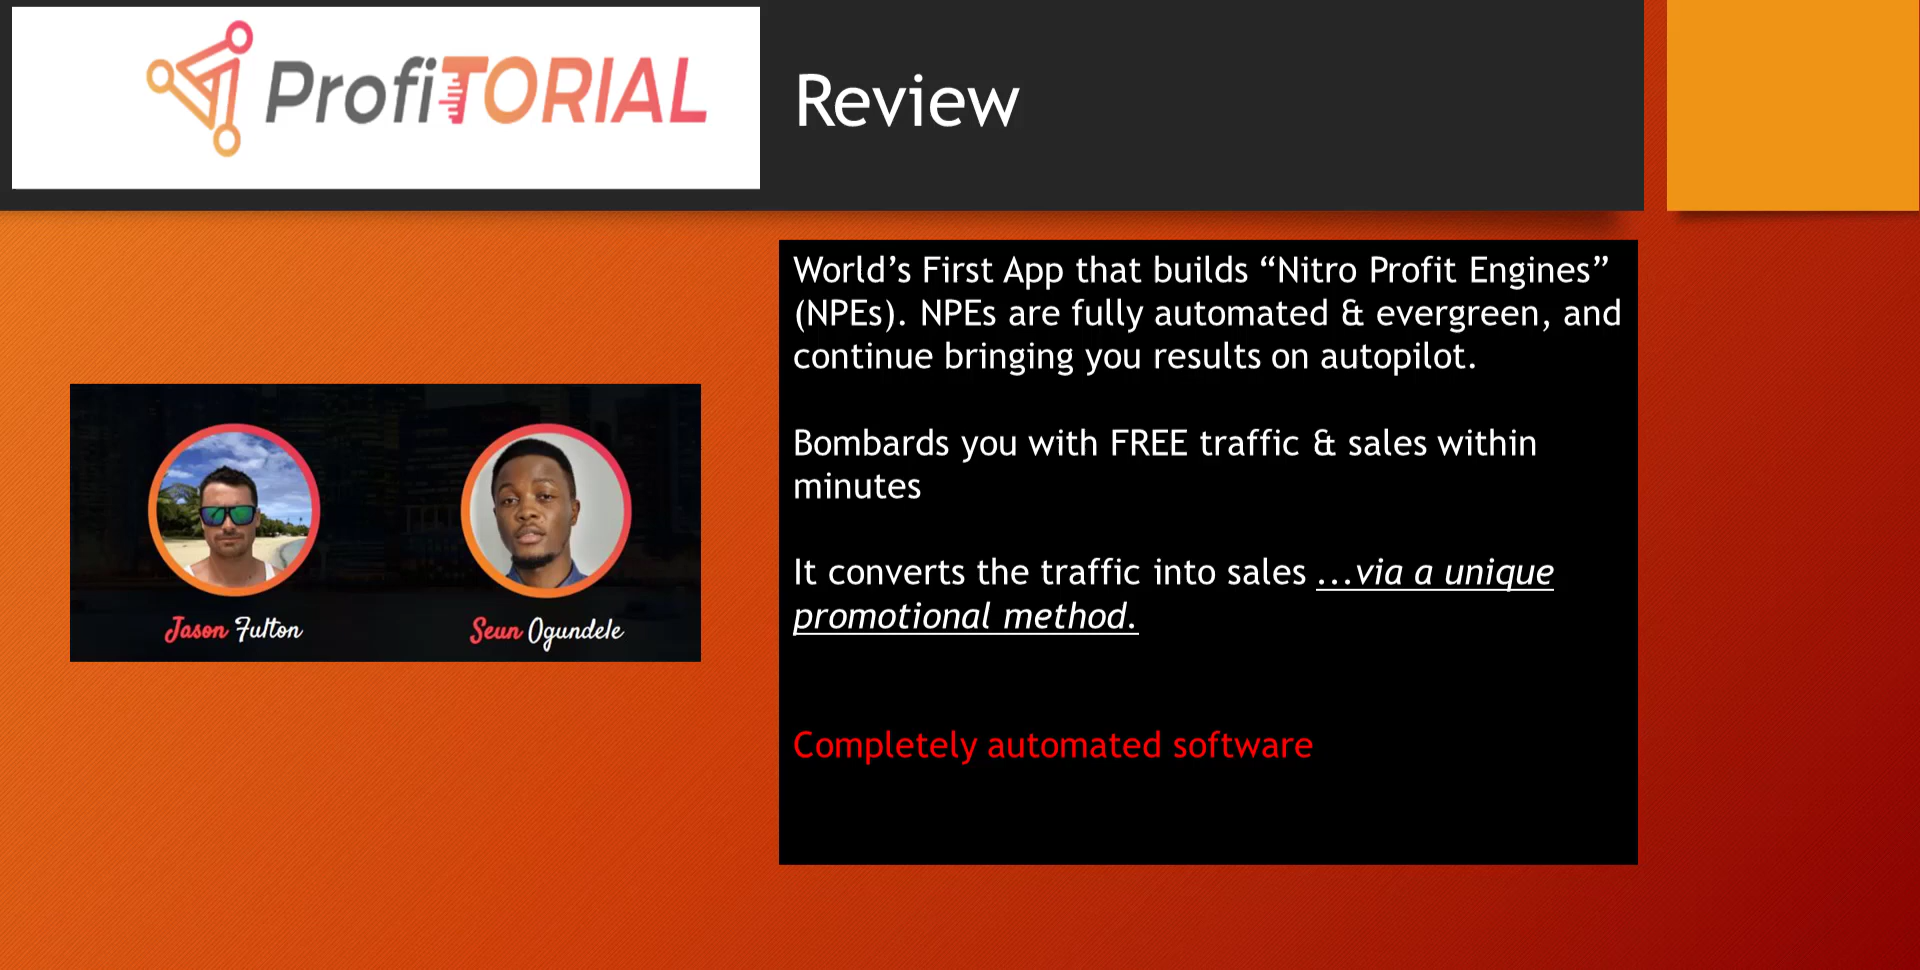 ProfiTORIAL
Review
World’s First App that builds “Nitro Profit Engines”
(NPEs). NPEs are fully automated & evergreen, and
continue bringing you results on autopilot.
Bombards you with FREE traffic & sales within
minutes
It converts the traffic into sales ...via a unique
promotional method.
Completely automated software
Jason Fulton
Seun Ogundele